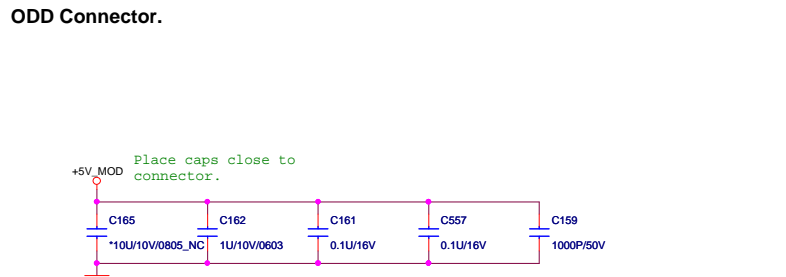 ODD Connector.
Place caps close to
+5V_MOD connector.
C165 C162 C161 C557 C159
*10U/10V/0805_NC 1U/10V/0603 0.1U/16V 0.1U/16V 1000P/50V